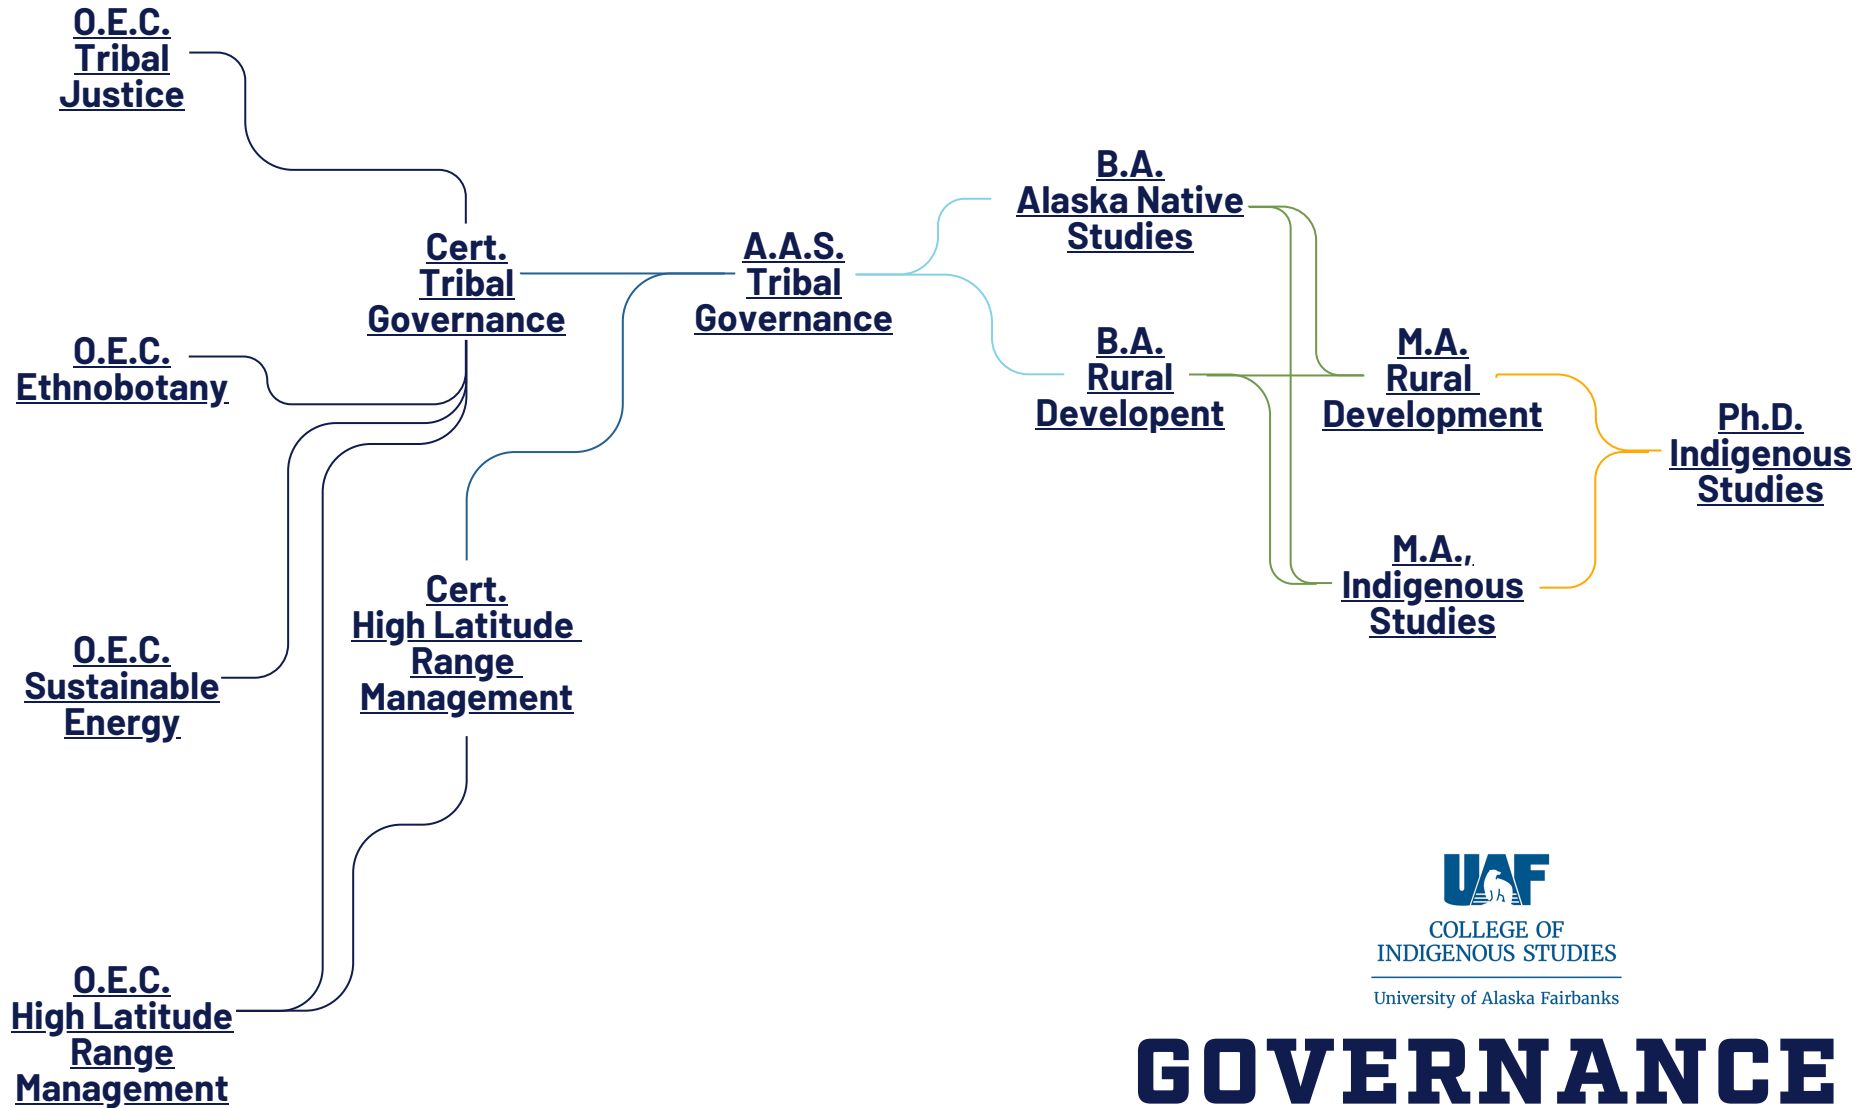 O.E.C.
Tribal
Justice
O.E.C.
Ethnobotany
O.E.C.
Sustainable
Energy
O.E.C.
High Latitude
Range
Management
Cert.
Tribal
Governance
Cert.
High Latitude
Range
Management
A.A.S.
Tribal
Governance
B.A.
Alaska Native
Studies
B.A.
Rural
Developent
M.A.
Rural
Development
M.A.,
Indigenous
Studies
Ph.D.
Indigenous
Studies
UAF
COLLEGE OF
INDIGENOUS STUDIES
University of Alaska Fairbanks
GOVERNANCE